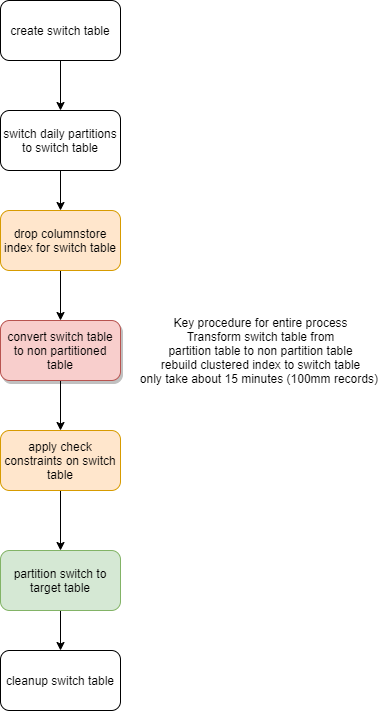 create switch table
switch daily partitions
to switch table
drop columnstore
index for switch table
convert switch table
to non partitioned
table
Key procedure for entire process
Transform switch table from
partition table to non partition table
rebuild clustered index to switch table
only take about 15 minutes (100mm records)
apply check
constraints on switch
table
partition switch to
target table
cleanup switch table